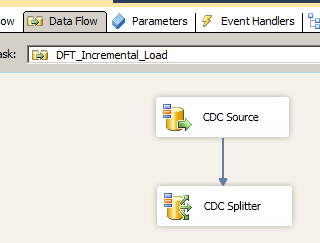 ow Data Flow Parameters Event Handlers
ask: DFT_Incremental_Load
CDC Source
CDC Splitter